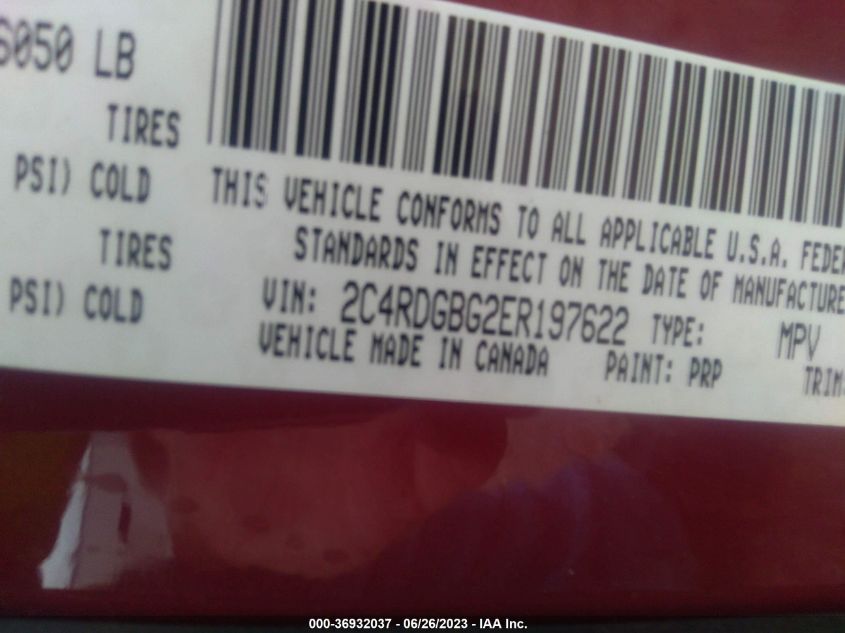 6050 LB
TIRES
PSI) COLD
TIRES
PSI) COLD
THIS VEHICLE CONFORMS TO ALL APPLICABLE U.S.A. FEDER
STANDARDS IN EFFECT ON THE DATE OF MANUFACTURE
VIN: 2C4RDGBG2ER197622 TYPE: MPV
VEHICLE MADE IN CANADA PAINT: PRP TRIM:
000-36932037 - 06/26/2023 - IAA Inc.